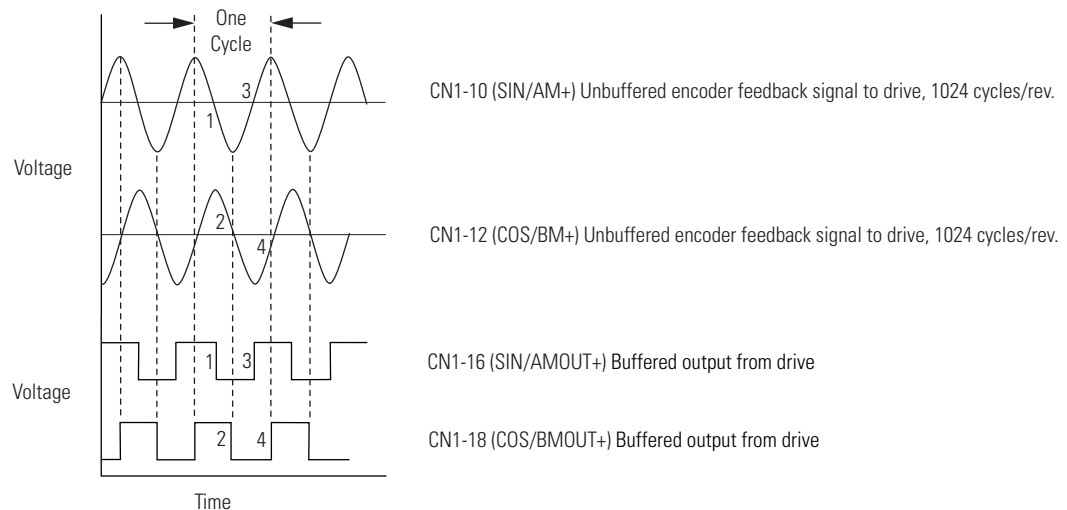 One
Cycle
3
CN1-10 (SIN/AM+) Unbuffered encoder feedback signal to drive, 1024 cycles/rev.
1
Voltage
2
CN1-12 (COS/BM+) Unbuffered encoder feedback signal to drive, 1024 cycles/rev.
4
1 3
CN1-16 (SIN/AMOUT+) Buffered output from drive
Voltage
2 4
CN1-18 (COS/BMOUT+) Buffered output from drive
Time